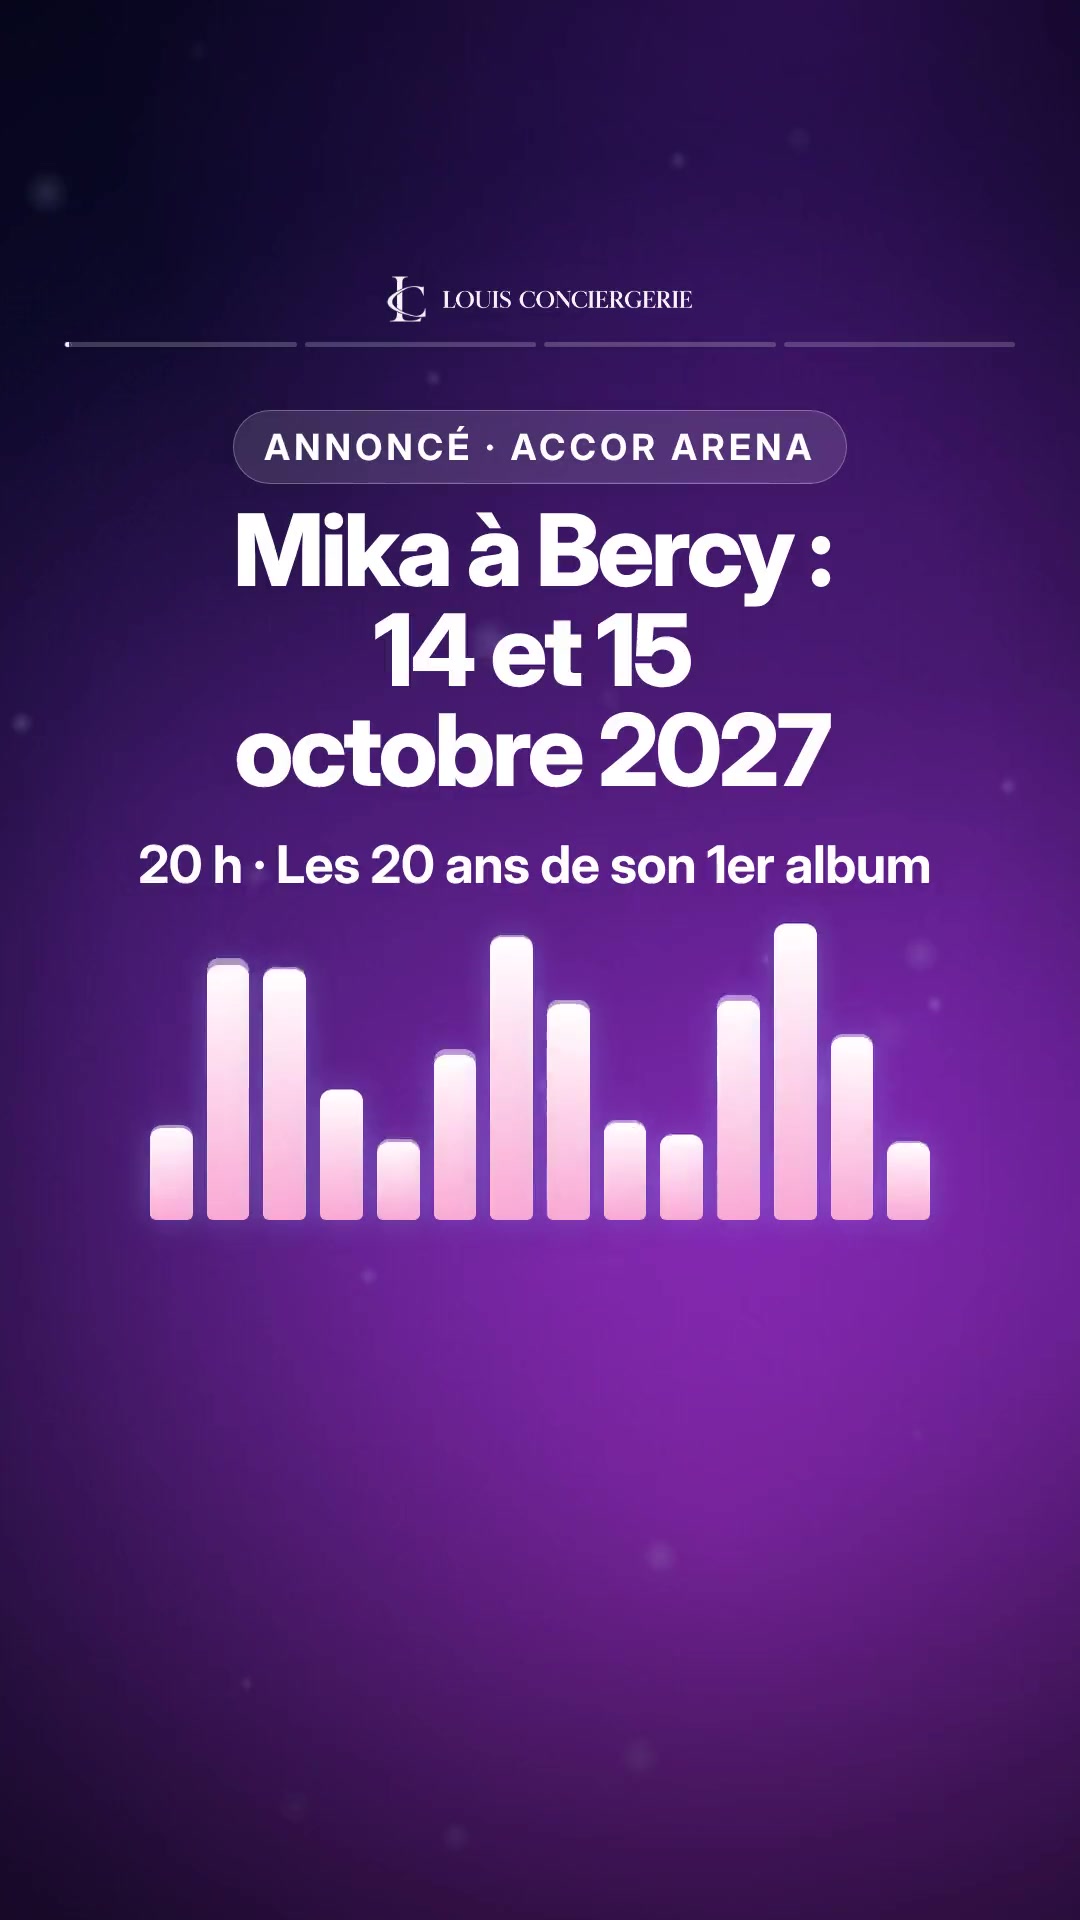 LC LOUIS CONCIERGERIE
ANNONCÉ · ACCOR ARENA
Mika à Bercy :
14 et 15
octobre 2027
20 h · Les 20 ans de son 1er album